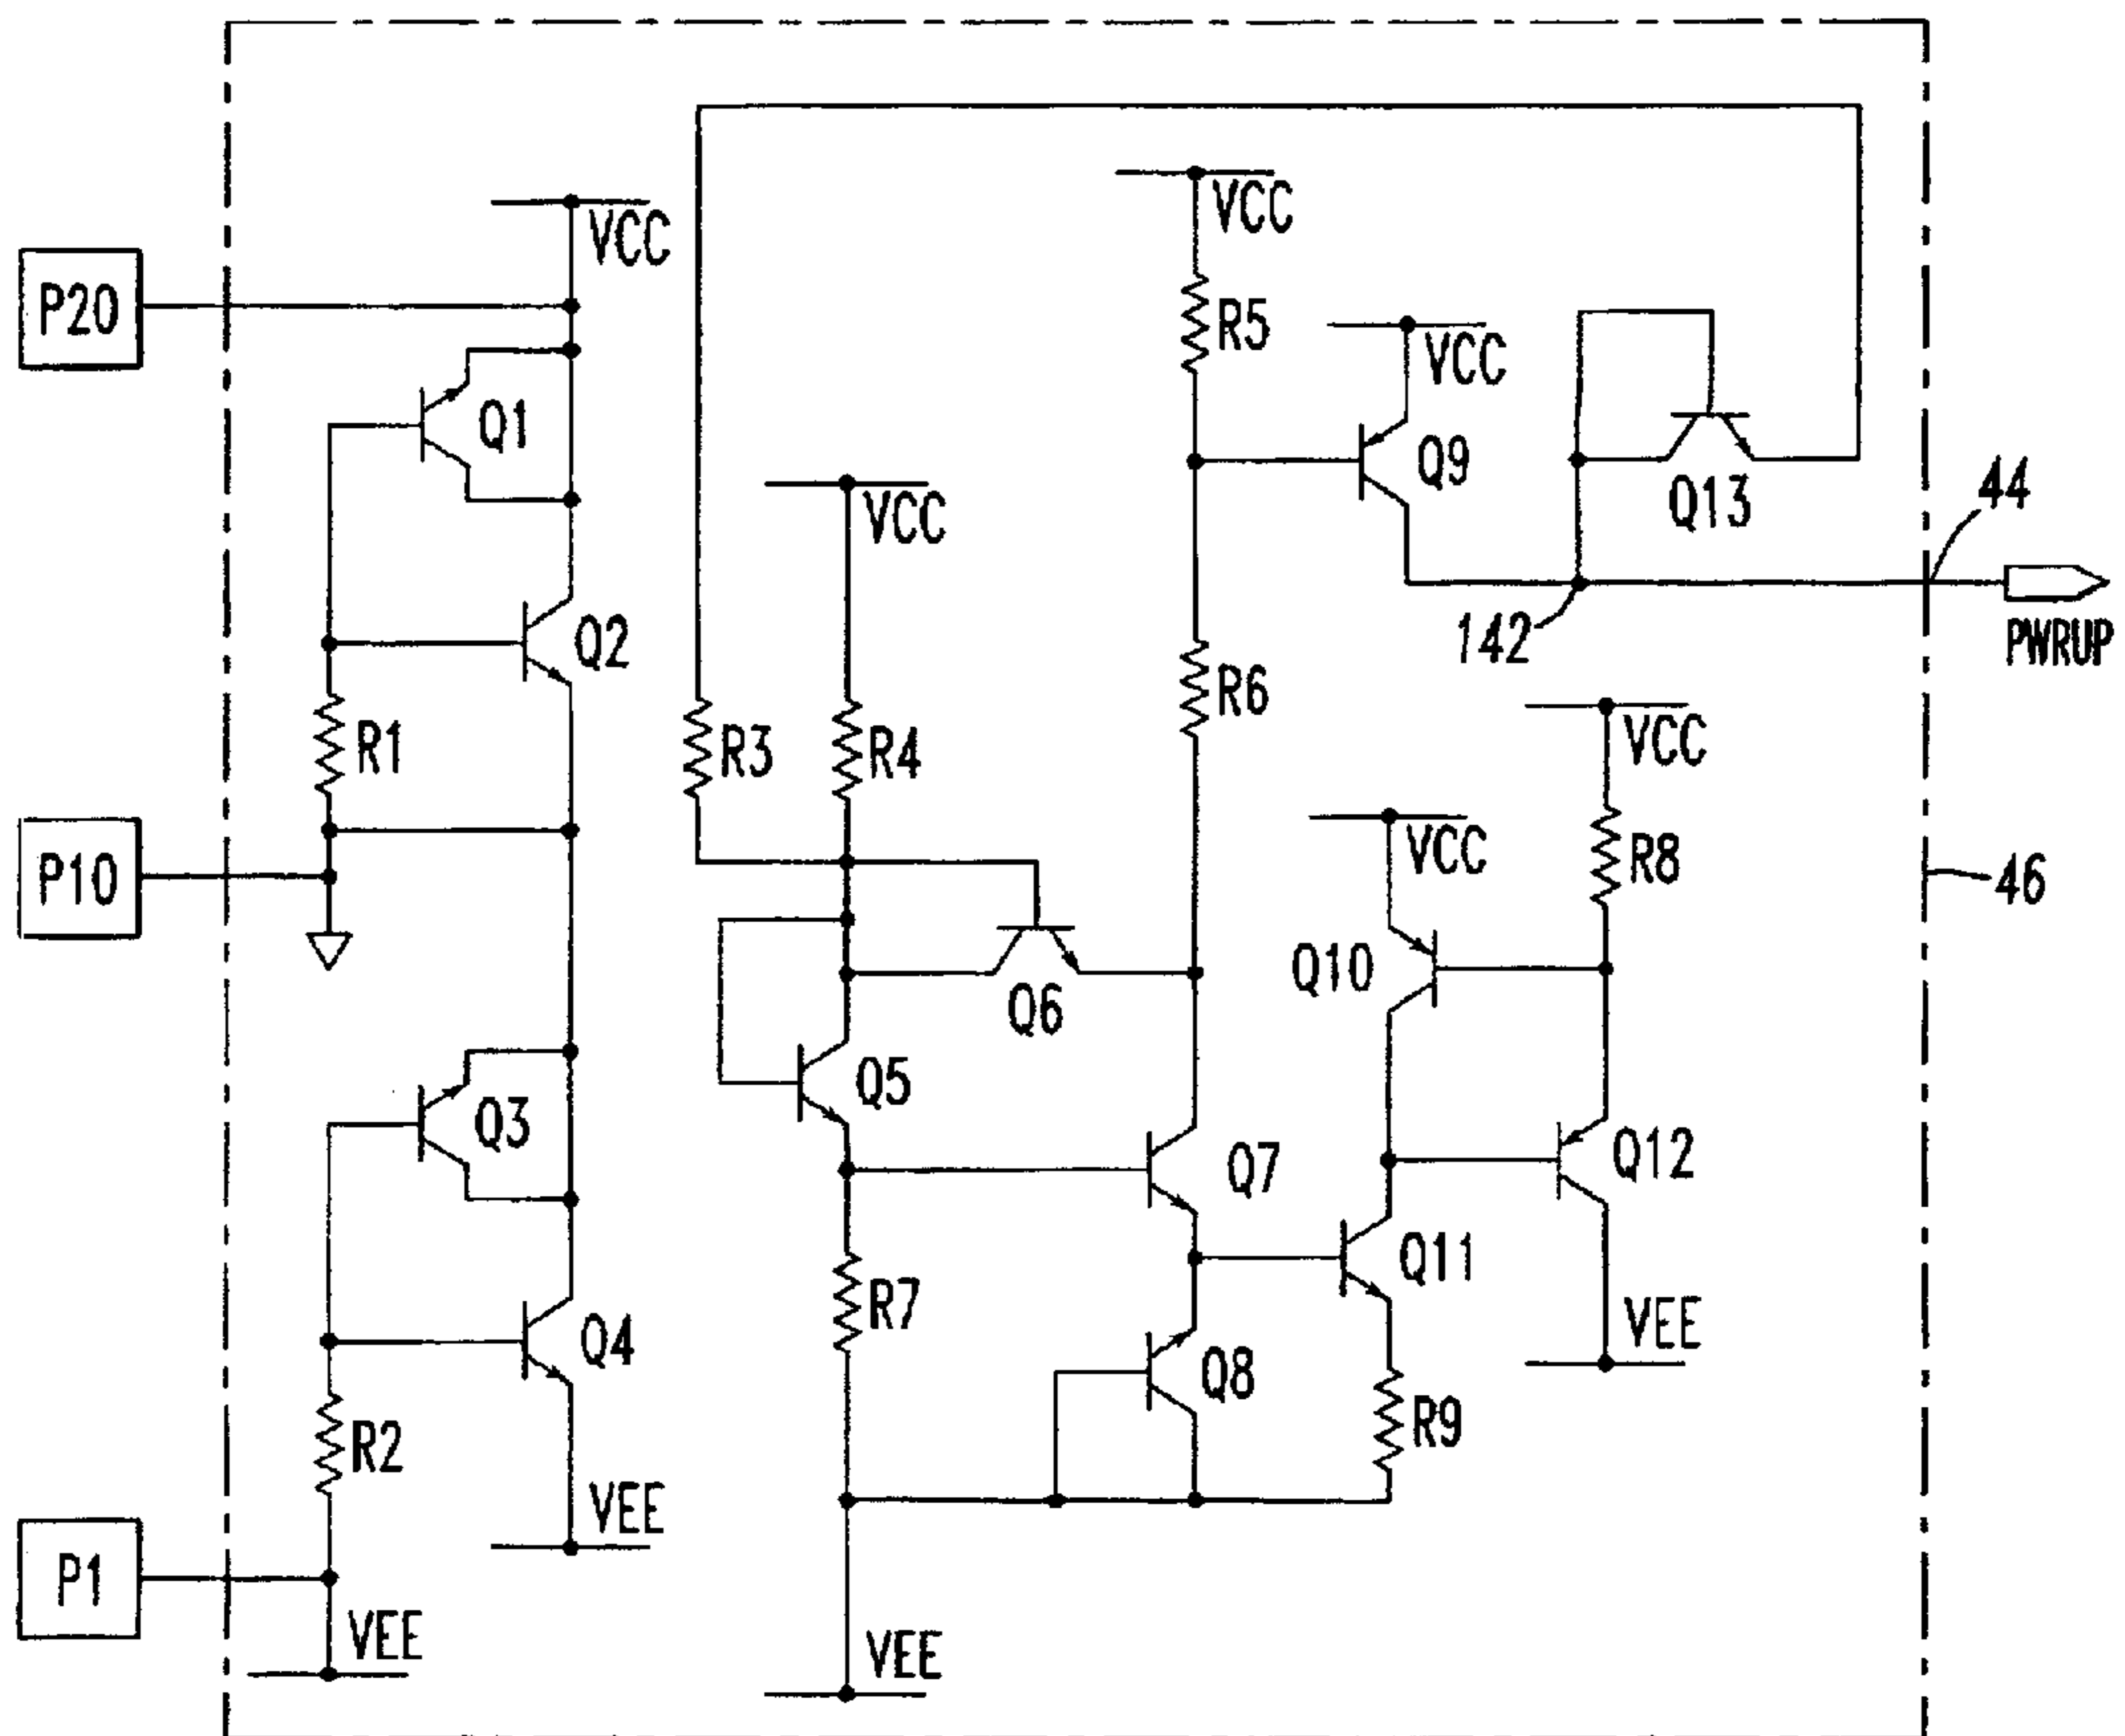 VCC
VCC
P20
R5
VCC
Q1
Q9
Q13
44
VCC
142
PWRUP
Q2
R6
R1
R3
R4
VCC
VCC
R8
P10
46
Q10
Q6
Q5
Q3
Q7
Q12
Q11
R7
Q4
VEE
Q8
R9
R2
VEE
P1
VEE
VEE